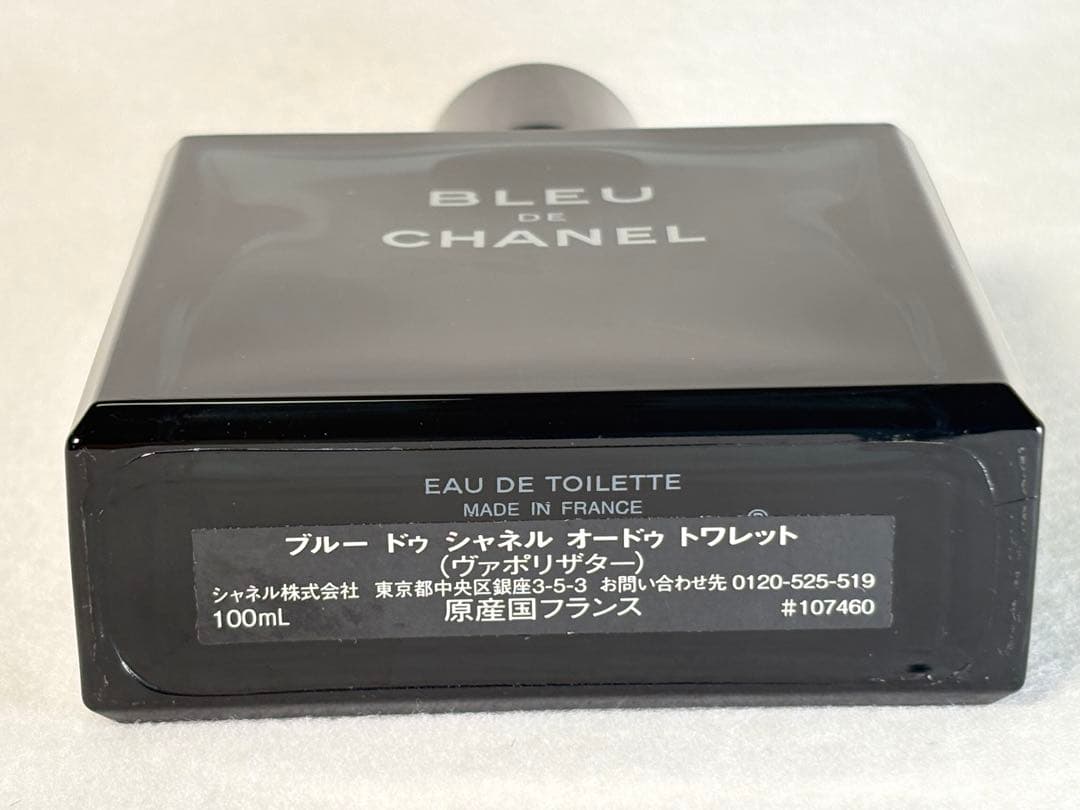 BLEU
DE
CHANEL
EAU DE TOILETTE
MADE IN FRANCE
®
ブルー ドゥ シャネル オードゥ トワレット
(ヴァポリザター)
シャネル株式会社 東京都中央区銀座3-5-3 お問い合わせ先 0120-525-519
100mL 原産国フランス #107460